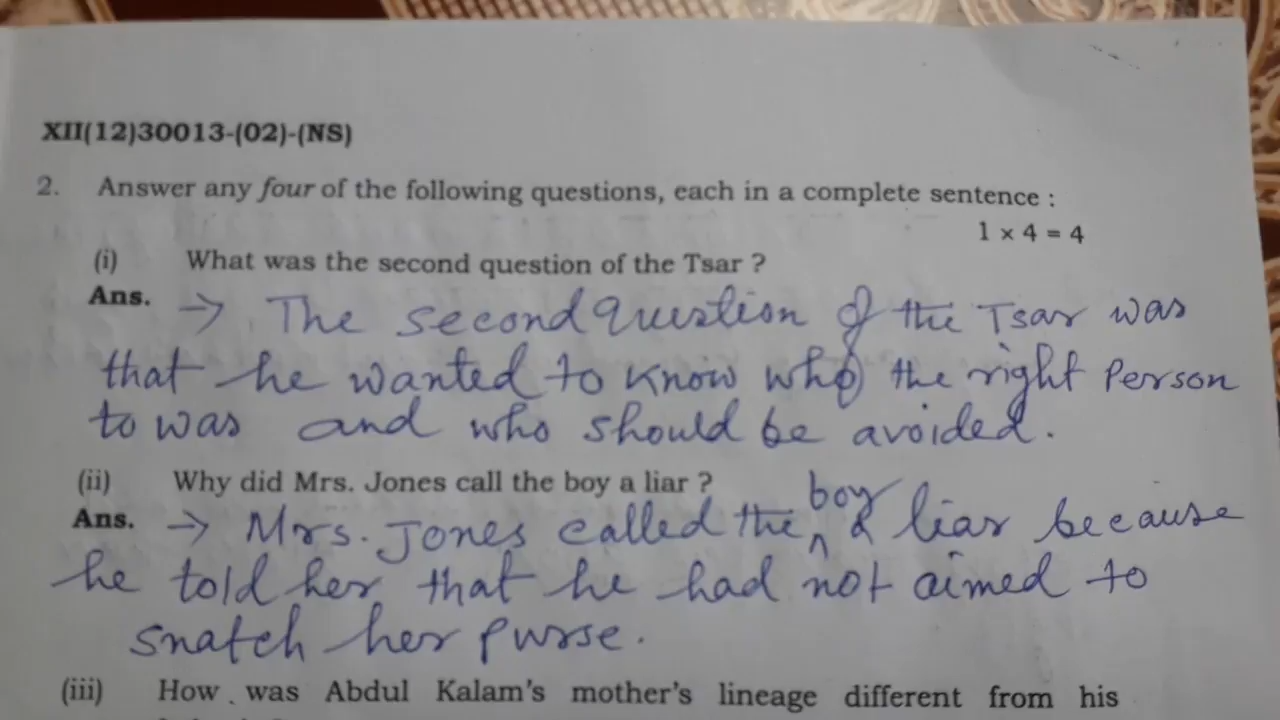 XII(12)30013-(02)-(NS)
2. Answer any four of the following questions, each in a complete sentence :
1 × 4 = 4
(i) What was the second question of the Tsar ?
Ans. → The second question of the Tsar was
that he wanted to know who the right Person
to was and who should be avoided.
(ii) Why did Mrs. Jones call the boy a liar ?
Ans. → Mrs. Jones called the boy a liar because
he told her that he had not aimed to
snatch her purse.
(iii) How was Abdul Kalam's mother's lineage different from his